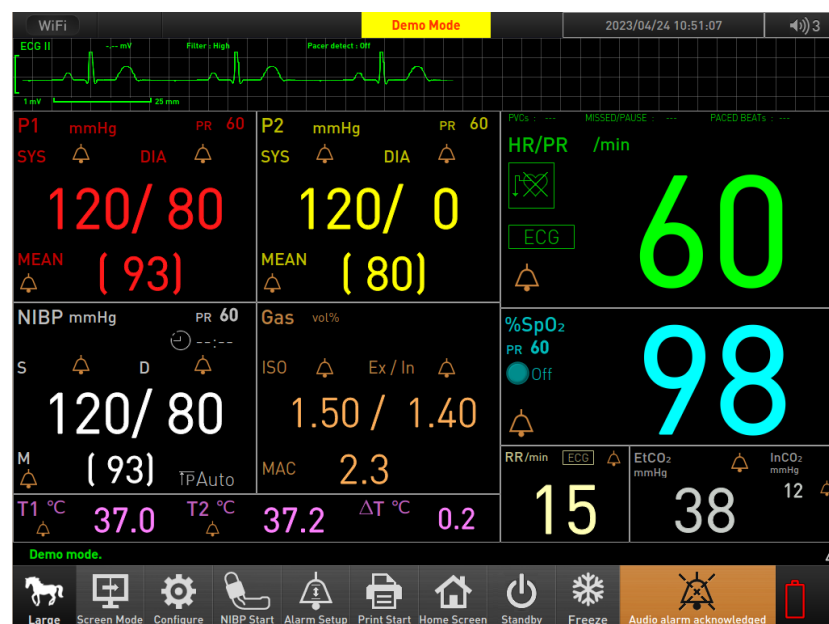 WiFi Demo Mode 2023/04/24 10:51:07 3
ECG II -.-- mV Filter : High Pacer detect : Off
1 mV 25 mm
P1 mmHg PR 60
SYS DIA
120/ 80
MEAN (93)
P2 mmHg PR 60
SYS DIA
120/ 0
MEAN (80)
PVCs : --- MISSED/PAUSE : --- PACED BEATs : ---
HR/PR /min
60
ECG
NIBP mmHg PR 60
--:--
S D
120/ 80
M (93) TPAuto
Gas vol%
ISO Ex / In
1.50 / 1.40
MAC 2.3
%SpO₂
PR 60
98
Off
RR/min ECG
15
EtCO₂
mmHg
38
InCO₂
mmHg
12
T1 °C 37.0 T2 °C 37.2 ΔT °C 0.2
Demo mode.
Large Screen Mode Configure NIBP Start Alarm Setup Print Start Home Screen Standby Freeze Audio alarm acknowledged